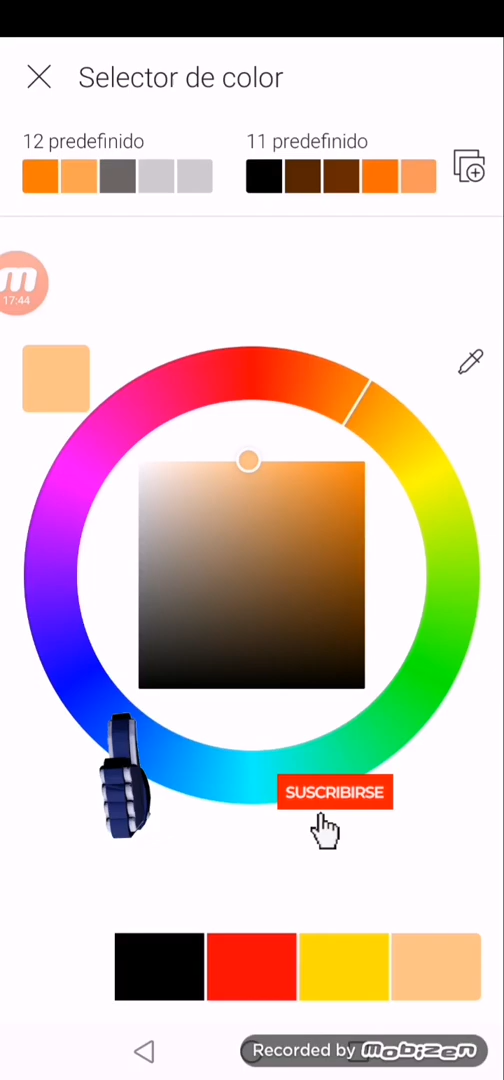 Selector de color
12 predefinido
11 predefinido
m
17:44
SUSCRIBIRSE
Recorded by mobizen